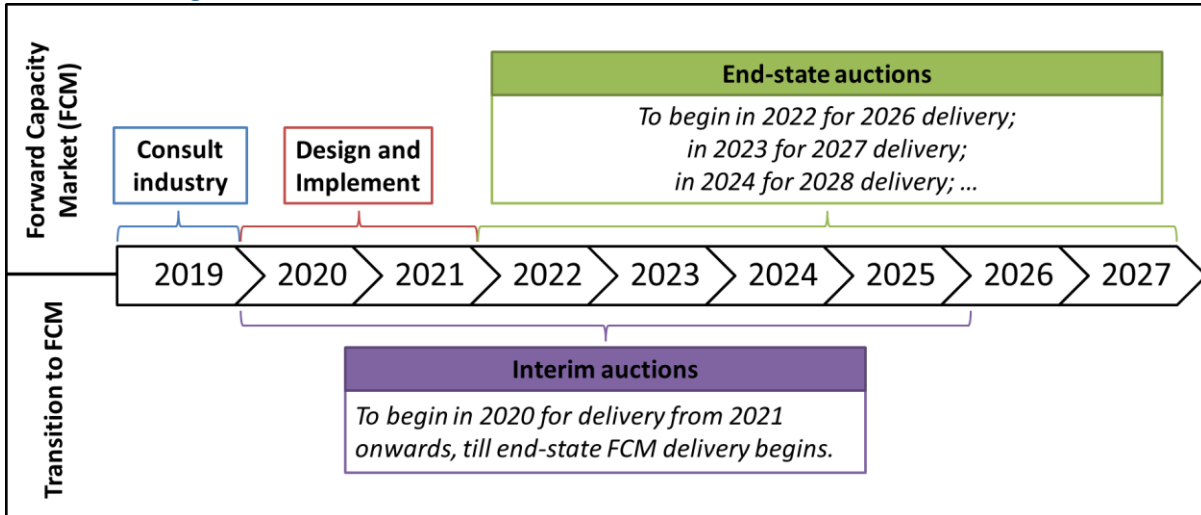 Forward Capacity
Market (FCM)
End-state auctions
To begin in 2022 for 2026 delivery;
in 2023 for 2027 delivery;
in 2024 for 2028 delivery; …
Consult
industry
Design and
Implement
2019 2020 2021 2022 2023 2024 2025 2026 2027
Transition to FCM
Interim auctions
To begin in 2020 for delivery from 2021
onwards, till end-state FCM delivery begins.